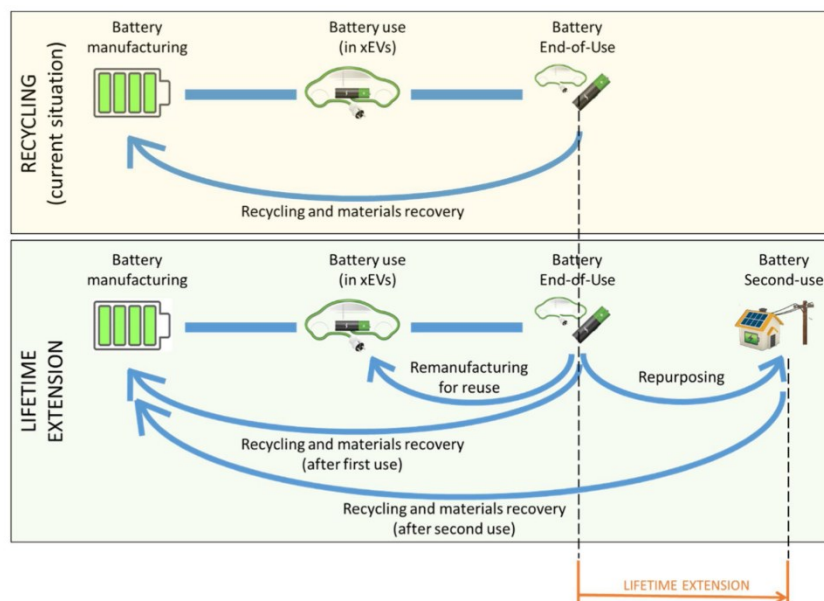 RECYCLING
(current situation)
Battery
manufacturing
Battery use
(in xEVs)
Battery
End-of-Use
Recycling and materials recovery
LIFETIME
EXTENSION
Battery
manufacturing
Battery use
(in xEVs)
Battery
End-of-Use
Battery
Second-use
Remanufacturing
for reuse
Repurposing
Recycling and materials recovery
(after first use)
Recycling and materials recovery
(after second use)
LIFETIME EXTENSION